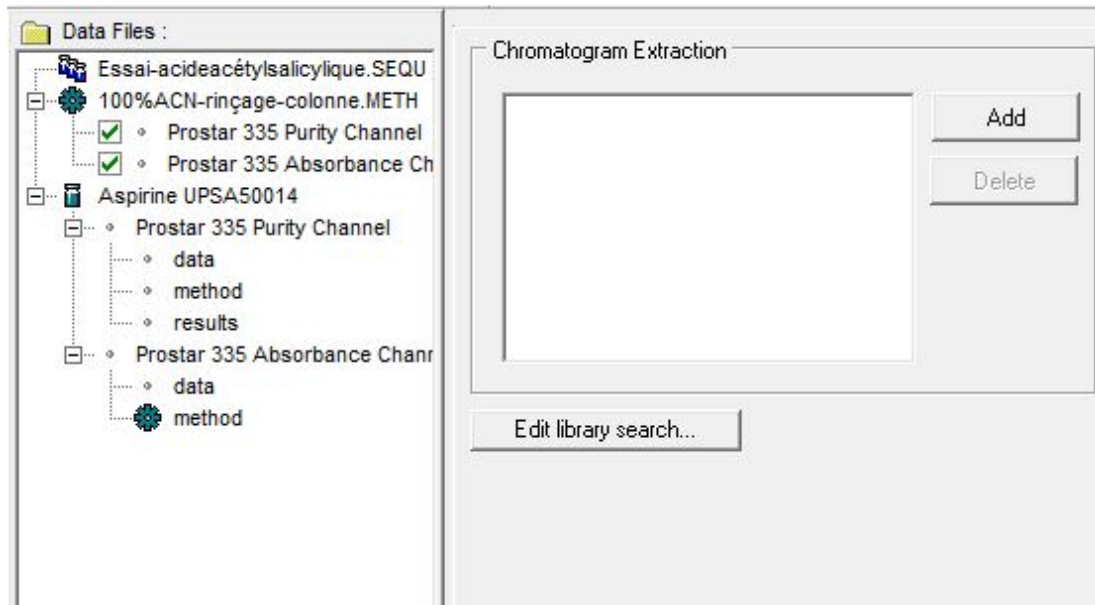 Data Files :
Essai-acideacétylsalicylique.SEQU
100%ACN-rinçage-colonne.METH
Prostar 335 Purity Channel
Prostar 335 Absorbance Ch
Aspirine UPSA50014
Prostar 335 Purity Channel
data
method
results
Prostar 335 Absorbance Chanr
data
method
Chromatogram Extraction
Add
Delete
Edit library search...